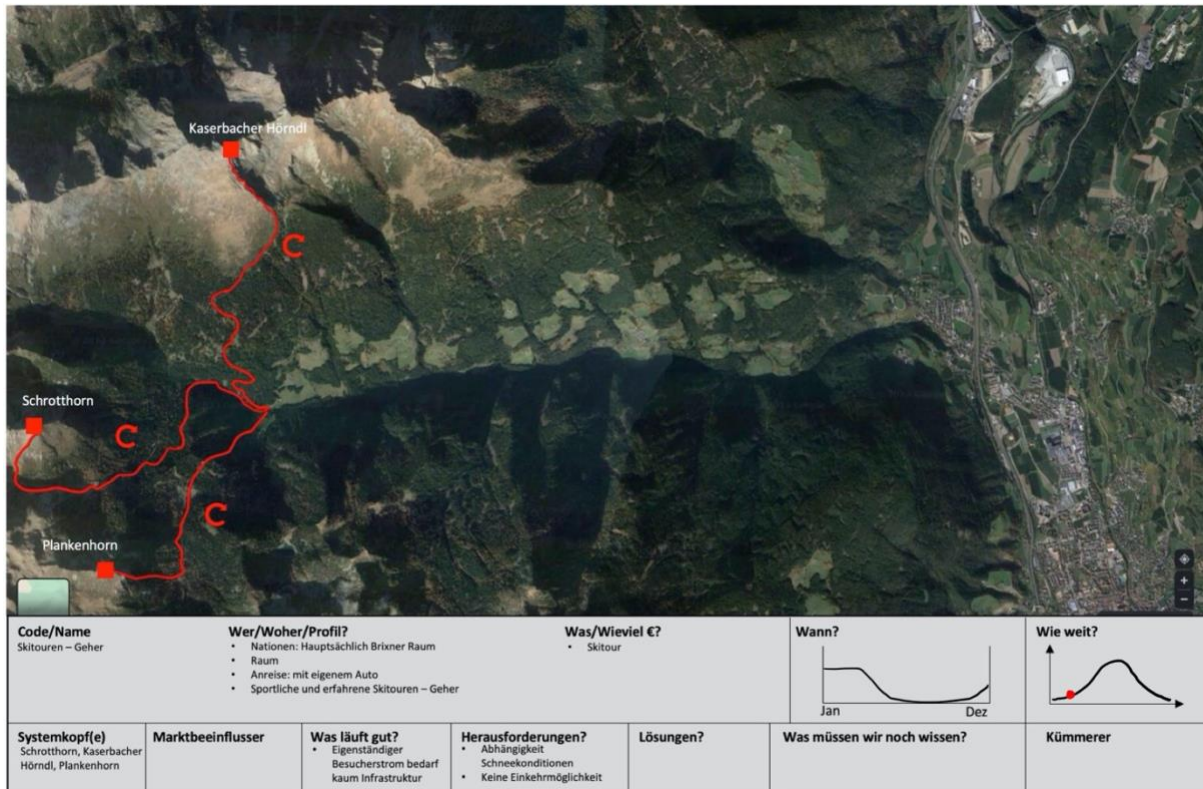 Kaserbacher Hörndl
Schrotthorn
Plankenhorn
Code/Name
Skitouren – Geher
Wer/Woher/Profil?
• Nationen: Hauptsächlich Brixner Raum
• Raum
• Anreise: mit eigenem Auto
• Sportliche und erfahrene Skitouren – Geher
Was/Wieviel €?
• Skitour
Wann?
Jan
Dez
Wie weit?
Systemkopf(e)
Schrotthorn, Kaserbacher
Hörndl, Plankenhorn
Marktbeeinflusser
Was läuft gut?
• Eigenständiger
Besucherstrom bedarf
kaum Infrastruktur
Herausforderungen?
• Abhängigkeit
Schneekonditionen
• Keine Einkehrmöglichkeit
Lösungen?
Was müssen wir noch wissen?
Kümmerer